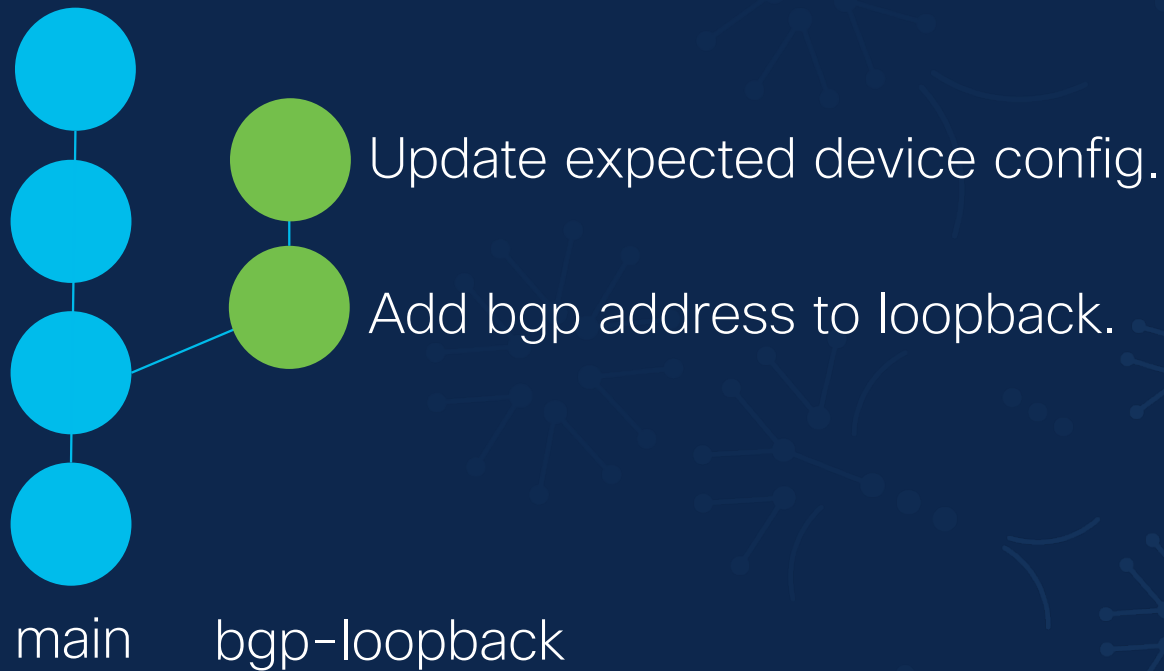 Update expected device config.
Add bgp address to loopback.
main bgp-loopback